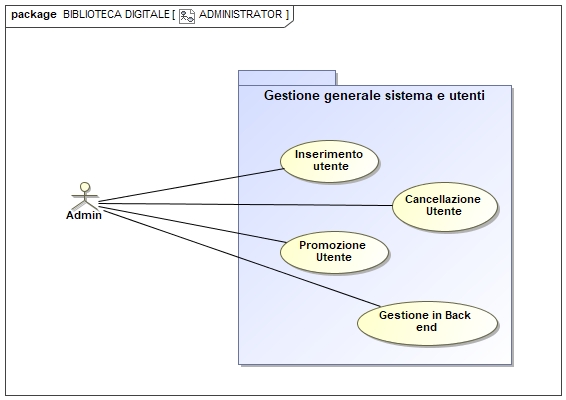 package BIBLIOTECA DIGITALE [ ADMINISTRATOR ]
Gestione generale sistema e utenti
Inserimento
utente
Cancellazione
Utente
Admin
Promozione
Utente
Gestione in Back
end